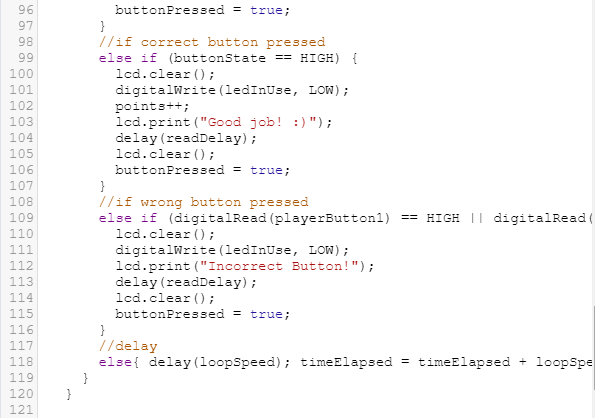 96 buttonPressed = true;
97 }
98 //if correct button pressed
99 else if (buttonState == HIGH) {
100 lcd.clear();
101 digitalWrite(ledInUse, LOW);
102 points++;
103 lcd.print("Good job! :)");
104 delay(readDelay);
105 lcd.clear();
106 buttonPressed = true;
107 }
108 //if wrong button pressed
109 else if (digitalRead(playerButton1) == HIGH || digitalRead(
110 lcd.clear();
111 digitalWrite(ledInUse, LOW);
112 lcd.print("Incorrect Button!");
113 delay(readDelay);
114 lcd.clear();
115 buttonPressed = true;
116 }
117 //delay
118 else{ delay(loopSpeed); timeElapsed = timeElapsed + loopSpe
119 }
120 }
121